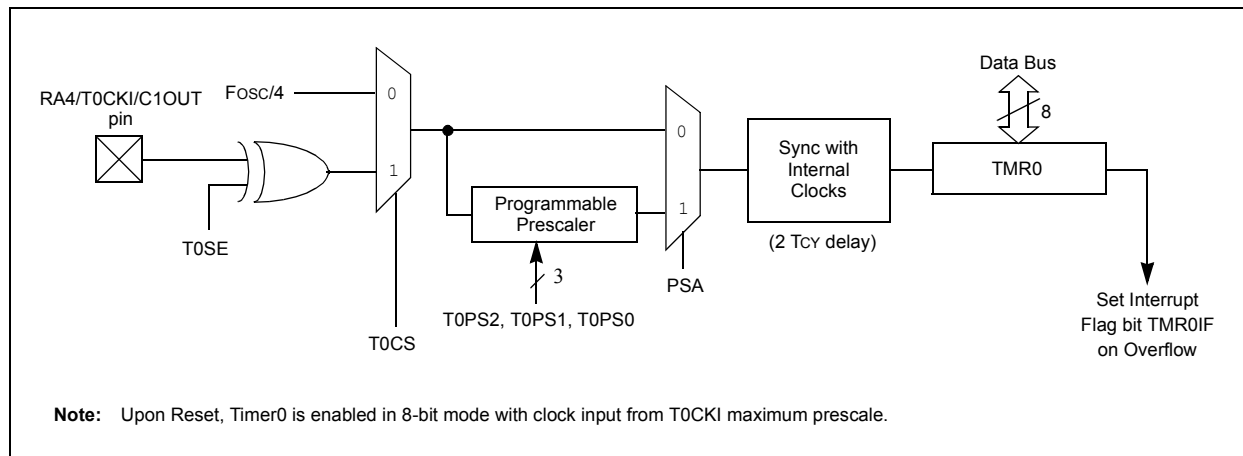 RA4/T0CKI/C1OUT
pin
T0SE
FOSC/4
0
1
T0CS
Programmable
Prescaler
3
T0PS2, T0PS1, T0PS0
0
1
PSA
Sync with
Internal
Clocks
(2 TCY delay)
Data Bus
8
TMR0
Set Interrupt
Flag bit TMR0IF
on Overflow
Note: Upon Reset, Timer0 is enabled in 8-bit mode with clock input from T0CKI maximum prescale.